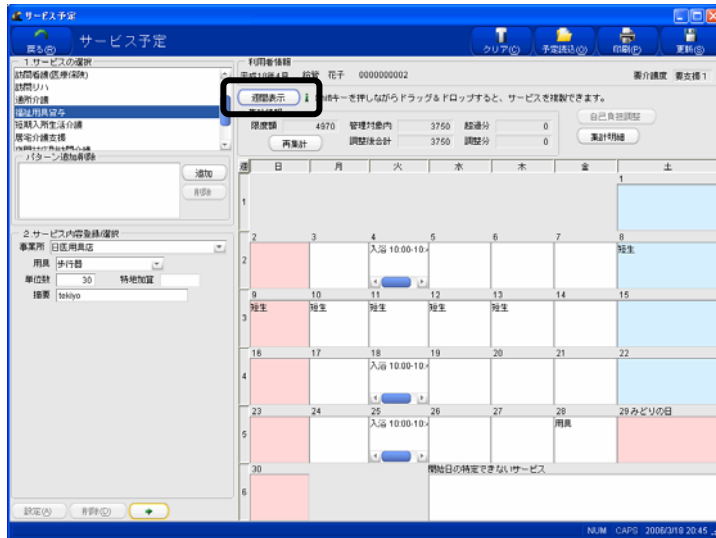 サービス予定
戻る(R)
サービス予定
クリア(C)
予定読込(O)
印刷(P)
更新(S)
1.サービスの選択
訪問看護(医療保険)
訪問リハ
通所介護
福祉用具貸与
短期入所生活介護
居宅介護支援
パターン追加削除
追加
削除
2.サービス内容登録/選択
事業所 日医用具店
用具 歩行器
単位数 30 特地加算
摘要 tekiyo
設定(A)
削除(D)
利用者情報
平成18年4月 給管 花子 0000000002
要介護度 要支援1
週間表示
キーを押しながらドラッグ&ドロップすると、サービスを複製できます。
自己負担調整
限度額 4970 管理対象内 3750 超過分 0
再集計
調整後合計 3750 調整分 0
集計明細
週 日 月 火 水 木 金 土
1
1
2 3 4 5 6 7 8
入浴 10:00-10:4
短生
2
9 10 11 12 13 14 15
短生 短生 短生 短生 短生
3
16 17 18 19 20 21 22
入浴 10:00-10:4
4
23 24 25 26 27 28 29みどりの日
入浴 10:00-10:4
用具
5
30
開始日の特定できないサービス
6
NUM CAPS 2006/3/18 20:45